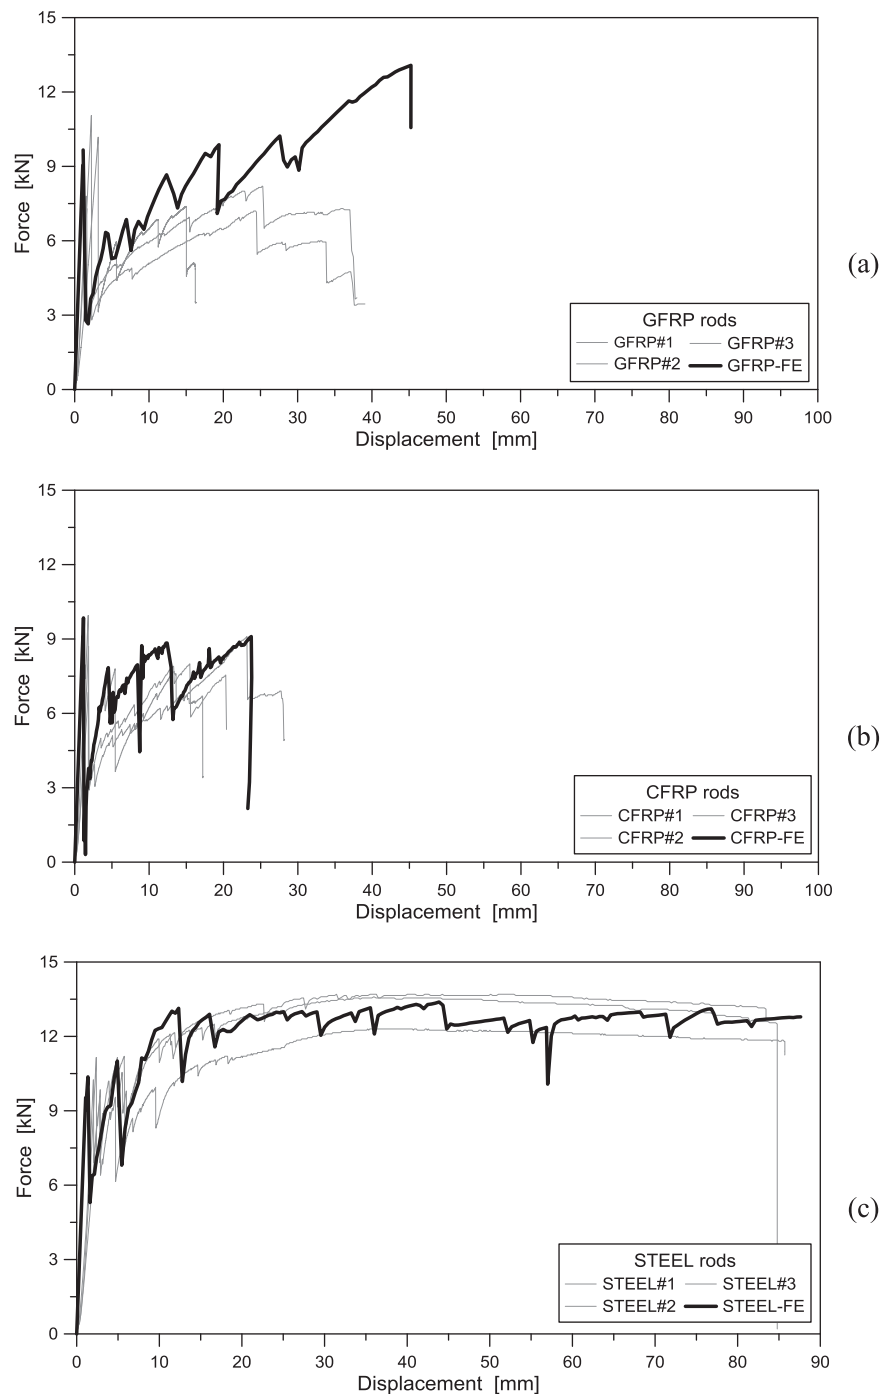 15
12
9
6
3
0
Force [kN]
0 10 20 30 40 50 60 70 80 90 100
Displacement [mm]
GFRP rods
GFRP#1 GFRP#3
GFRP#2 GFRP-FE
(a)
15
12
9
6
3
0
Force [kN]
0 10 20 30 40 50 60 70 80 90 100
Displacement [mm]
CFRP rods
CFRP#1 CFRP#3
CFRP#2 CFRP-FE
(b)
15
12
9
6
3
0
Force [kN]
0 10 20 30 40 50 60 70 80 90
Displacement [mm]
STEEL rods
STEEL#1 STEEL#3
STEEL#2 STEEL-FE
(c)